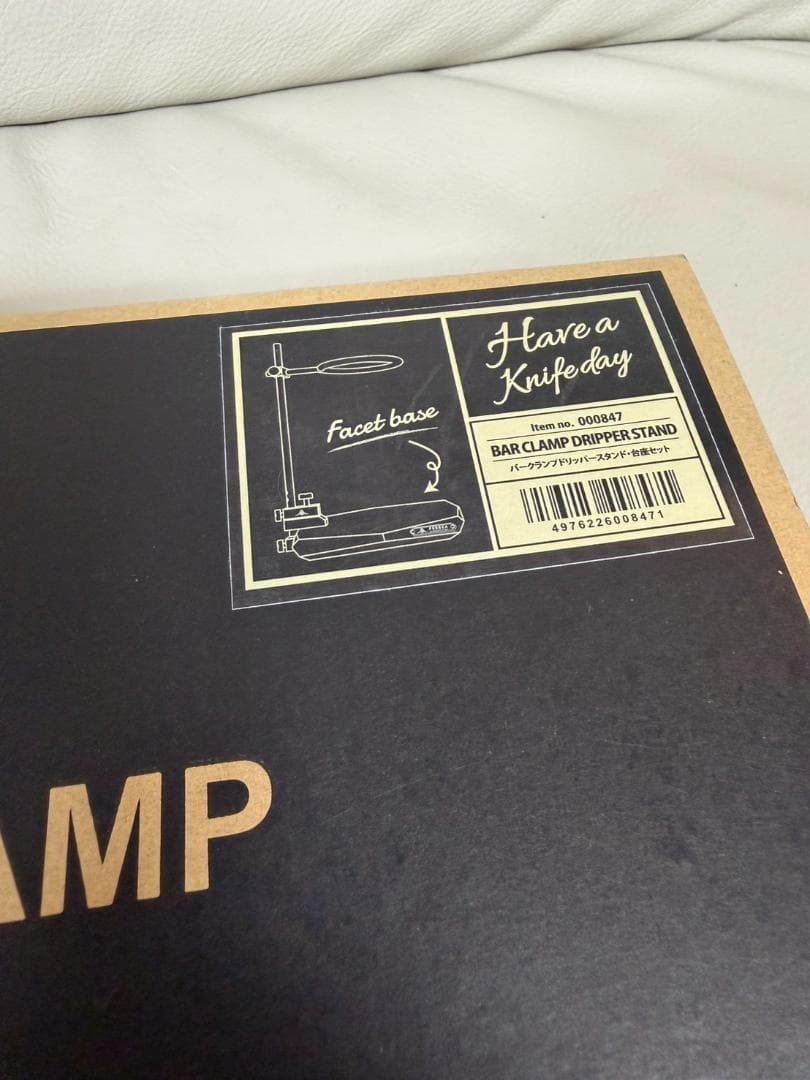 Facet base
Have a
Knife day
Item no. 000847
BAR CLAMP DRIPPER STAND
バークランプドリッパースタンド・台座セット
4976226008471
AMP